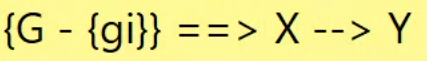 {G - {gi}} ==> X --> Y